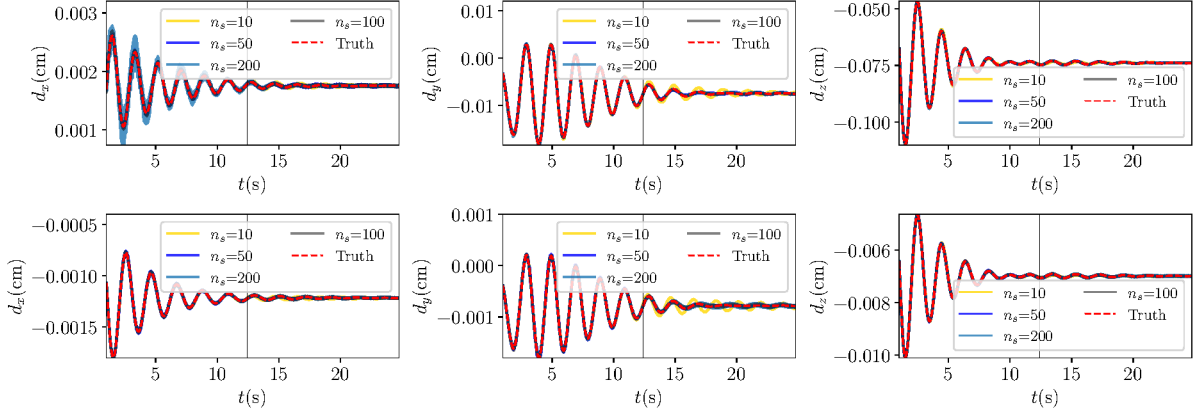 0.003
0.002
0.001
d_x(cm)
n_s=10
n_s=50
n_s=200
n_s=100
Truth
5
10
15
20
t(s)
0.01
0.00
−0.01
d_y(cm)
n_s=10
n_s=50
n_s=200
n_s=100
Truth
5
10
15
20
t(s)
−0.050
−0.075
−0.100
d_z(cm)
n_s=10
n_s=50
n_s=200
n_s=100
Truth
5
10
15
20
t(s)
−0.0005
−0.0010
−0.0015
d_x(cm)
n_s=10
n_s=50
n_s=200
n_s=100
Truth
5
10
15
20
t(s)
0.001
0.000
−0.001
d_y(cm)
n_s=10
n_s=50
n_s=200
n_s=100
Truth
5
10
15
20
t(s)
−0.006
−0.008
−0.010
d_z(cm)
n_s=10
n_s=50
n_s=200
n_s=100
Truth
5
10
15
20
t(s)